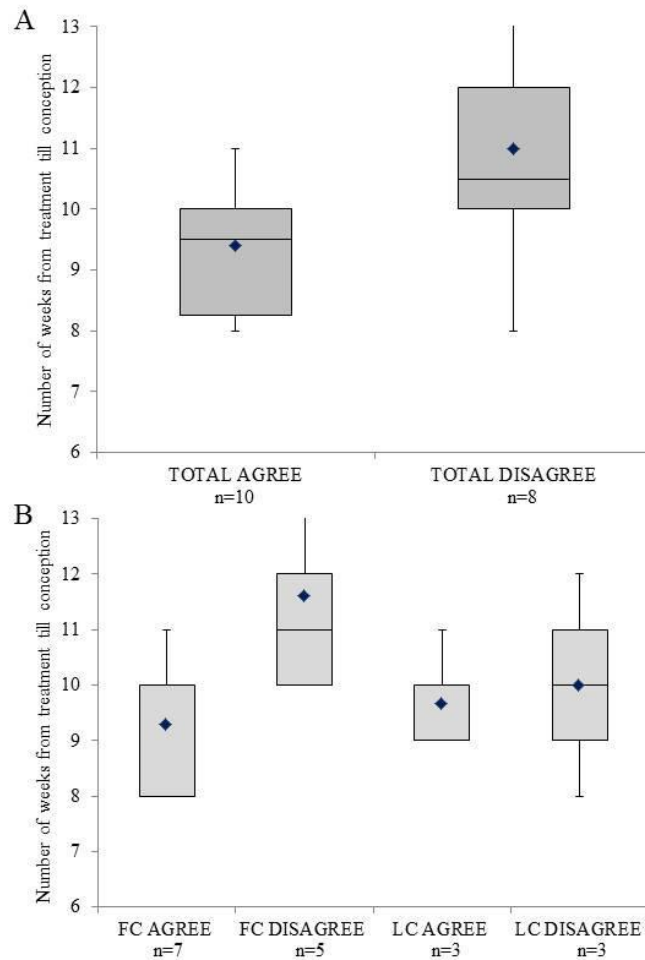 A
Number of weeks from treatment till conception
13
12
11
10
9
8
7
6
TOTAL AGREE TOTAL DISAGREE
n=10 n=8
B
Number of weeks from treatment till conception
13
12
11
10
9
8
7
6
FC AGREE FC DISAGREE LC AGREE LC DISAGREE
n=7 n=5 n=3 n=3